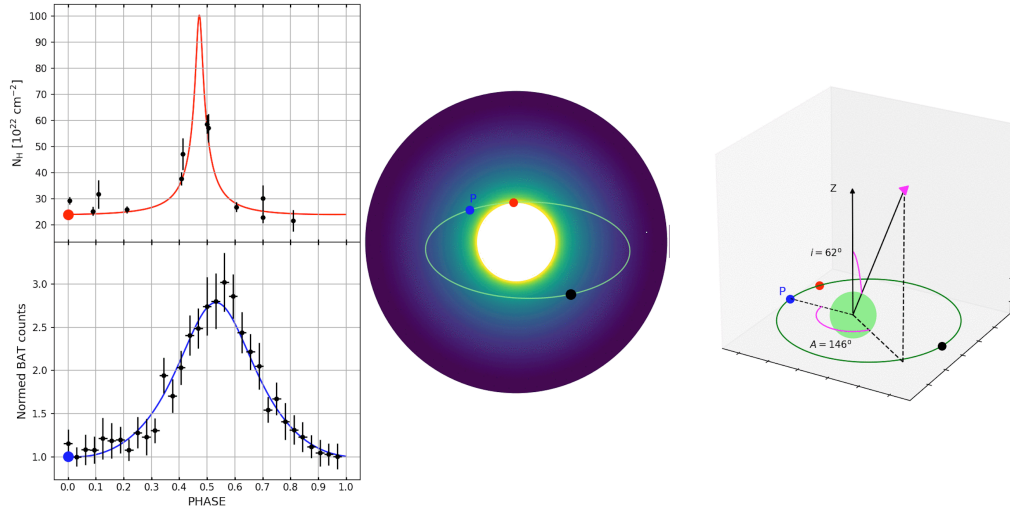 100
90
80
70
60
50
40
30
20
N_H [10^22 cm^-2]
3.0
2.5
2.0
1.5
1.0
Normed BAT counts
0.0 0.1 0.2 0.3 0.4 0.5 0.6 0.7 0.8 0.9 1.0
PHASE
P
Z
i = 62°
P
A = 146°